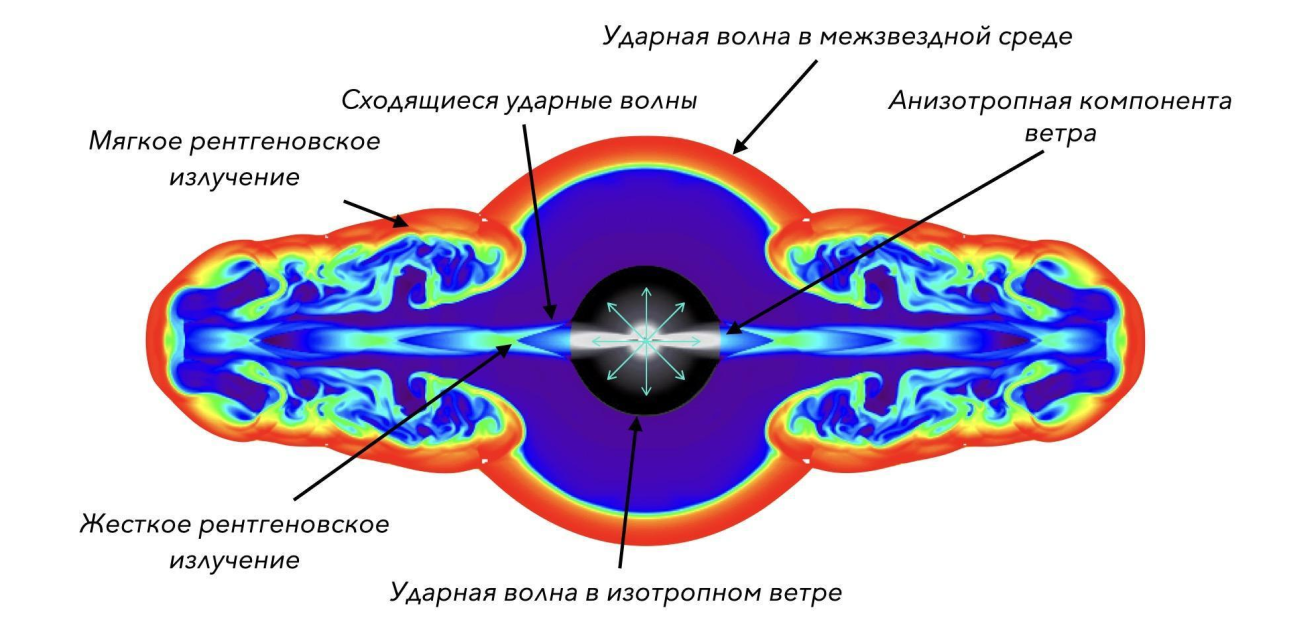 Ударная волна в межзвездной среде
Сходящиеся ударные волны
Анизотропная компонента
ветра
Мягкое рентгеновское
излучение
Жесткое рентгеновское
излучение
Ударная волна в изотропном ветре